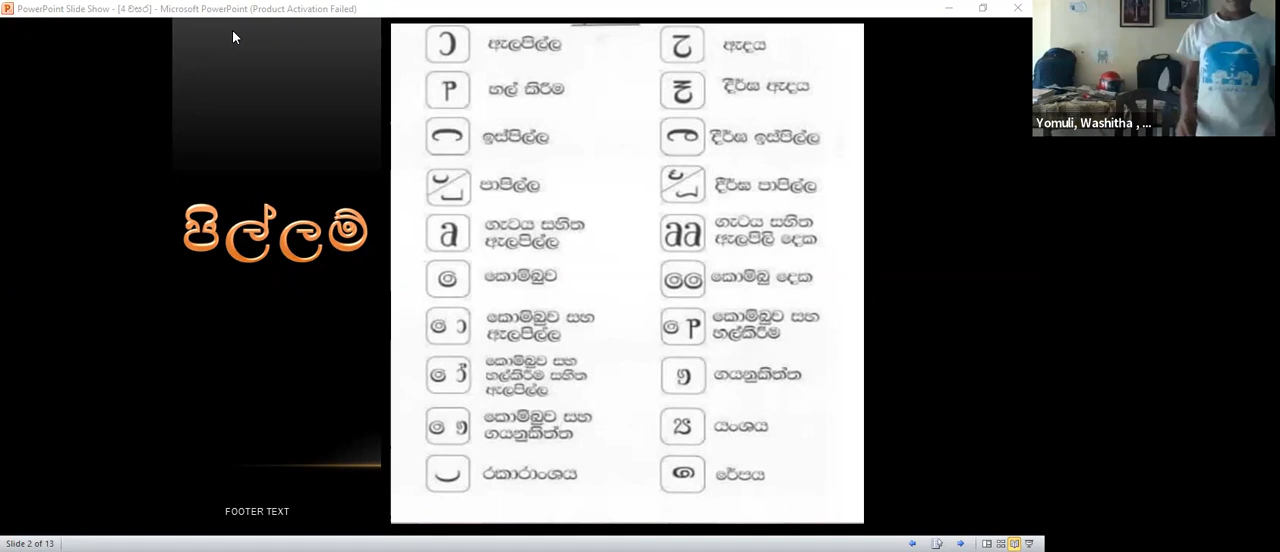 PowerPoint Slide Show - [4 වසර] - Microsoft PowerPoint (Product Activation Failed)
පිල්ලම්
ඇලපිල්ල
ඇදය
හල් කිරීම
දීර්ඝ ඇදය
ඉස්පිල්ල
දීර්ඝ ඉස්පිල්ල
පාපිල්ල
දීර්ඝ පාපිල්ල
ගැටය සහිත
ඇලපිල්ල
ගැටය සහිත
ඇලපිලි දෙක
කොම්බුව
කොම්බු දෙක
කොම්බුව සහ
ඇලපිල්ල
කොම්බුව සහ
හල්කිරීම
කොම්බුව සහ
හල්කිරීම සහිත
ඇලපිල්ල
ගයනුකිත්ත
කොම්බුව සහ
ගයනුකිත්ත
යංශය
රකාරාංශය
රේපය
FOOTER TEXT
Slide 2 of 13
Yomuli, Washitha , ...